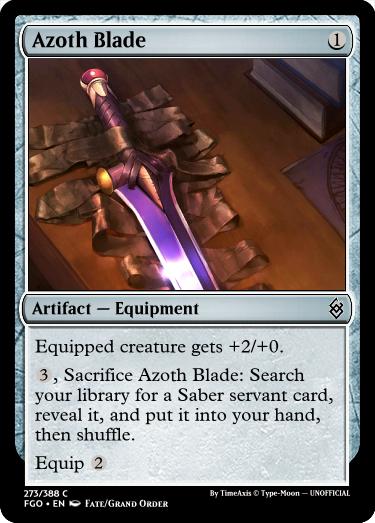 Azoth Blade 1
Artifact — Equipment
Equipped creature gets +2/+0.
3, Sacrifice Azoth Blade: Search
your library for a Saber servant card,
reveal it, and put it into your hand,
then shuffle.
Equip 2
273/388 C
FGO • EN Fate/Grand Order
By TimeAxis © Type-Moon — UNOFFICIAL